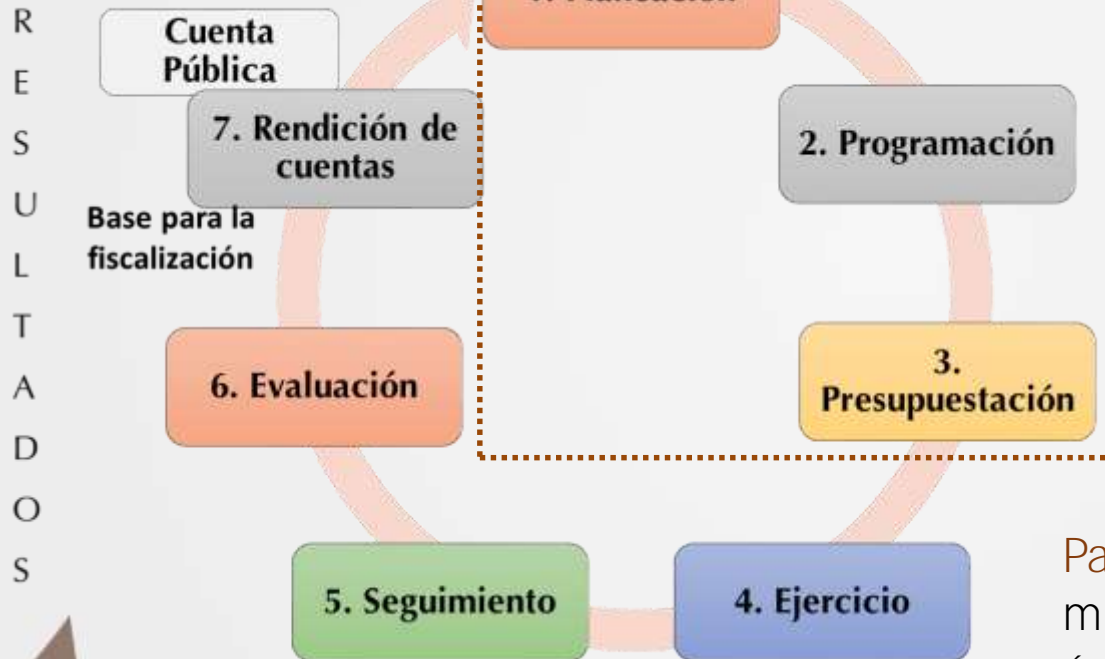 R
E
S
U
L
T
A
D
O
S
Cuenta
Pública
7. Rendición de
cuentas
Base para la
fiscalización
2. Programación
3.
Presupuestación
6. Evaluación
5. Seguimiento
4. Ejercicio